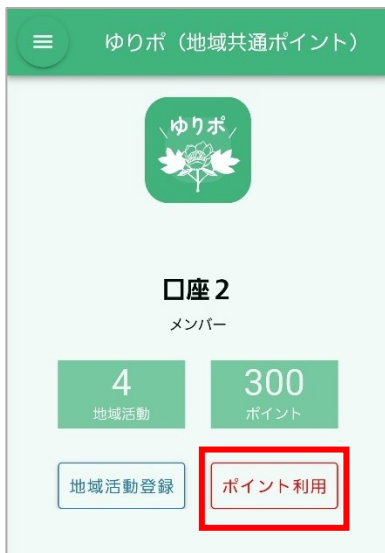 ゆりポ（地域共通ポイント）
ゆりポ
口座２
メンバー
4
地域活動
300
ポイント
地域活動登録
ポイント利用